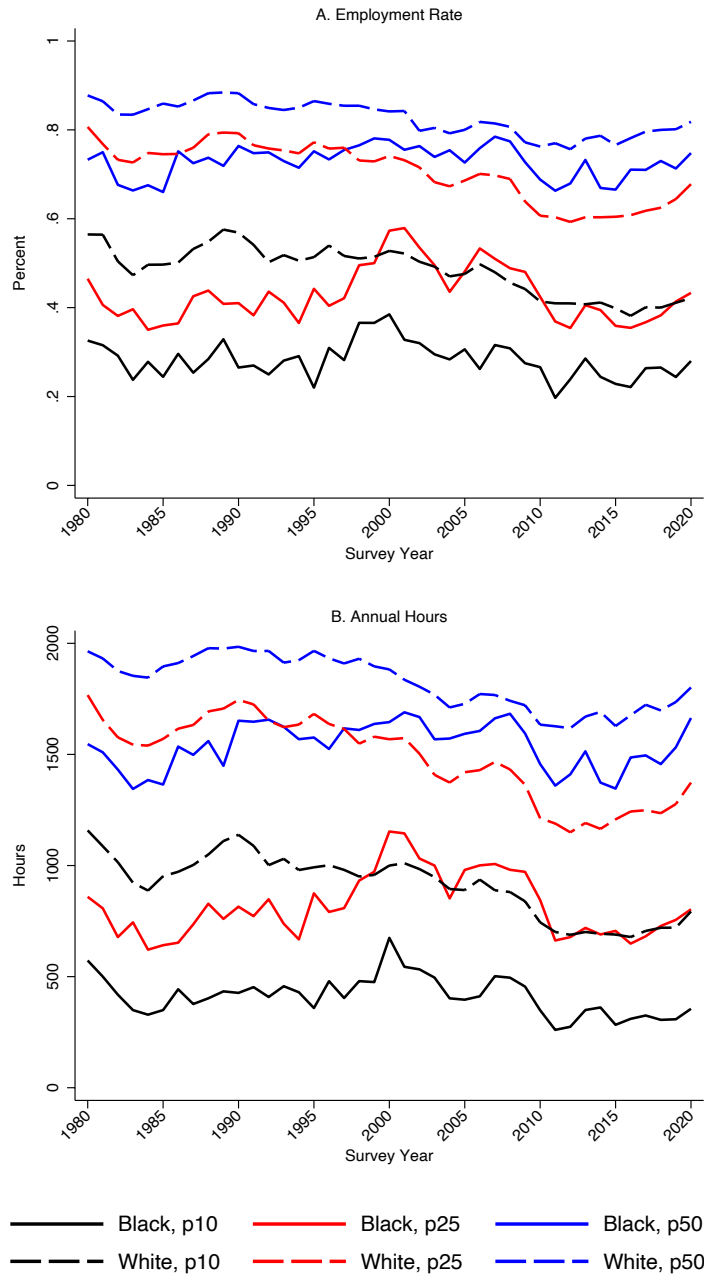 A. Employment Rate
1
.8
.6
.4
.2
0
Percent
1980 1985 1990 1995 2000 2005 2010 2015 2020
Survey Year
B. Annual Hours
2000
1500
1000
500
0
Hours
1980 1985 1990 1995 2000 2005 2010 2015 2020
Survey Year
Black, p10 Black, p25 Black, p50
White, p10 White, p25 White, p50